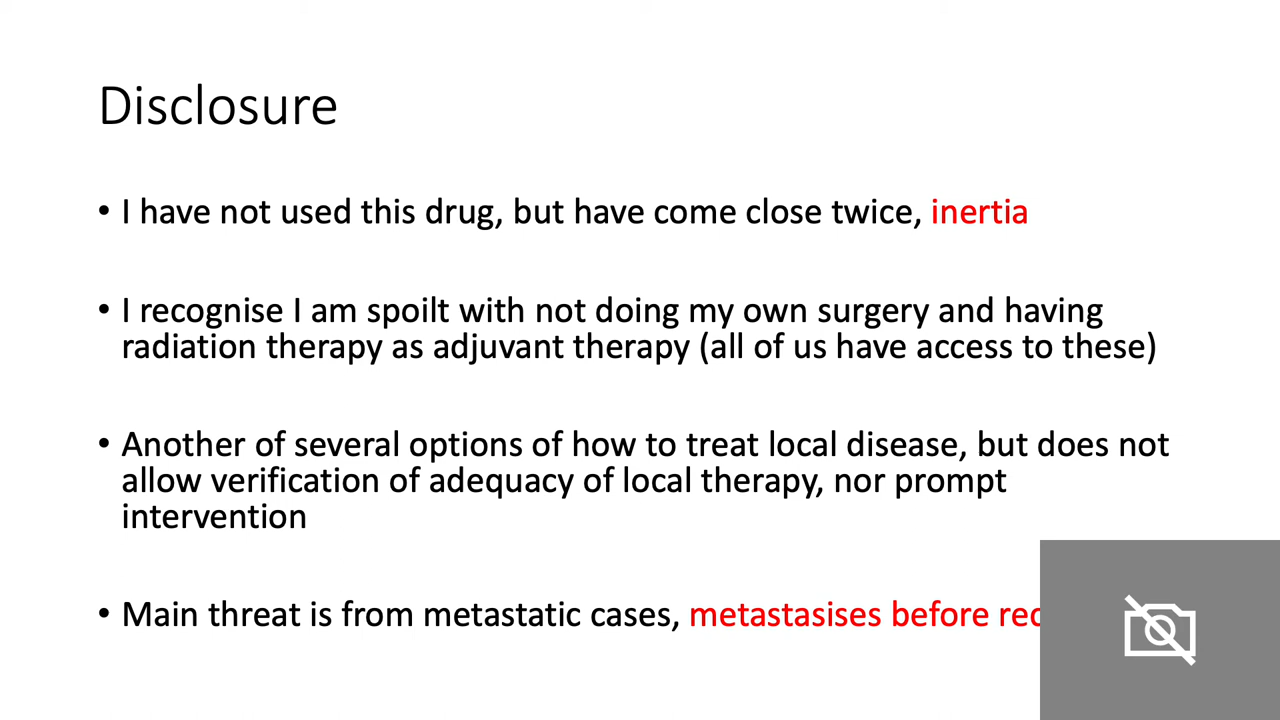 Disclosure
• I have not used this drug, but have come close twice, inertia
• I recognise I am spoilt with not doing my own surgery and having
radiation therapy as adjuvant therapy (all of us have access to these)
• Another of several options of how to treat local disease, but does not
allow verification of adequacy of local therapy, nor prompt
intervention
• Main threat is from metastatic cases, metastasises before